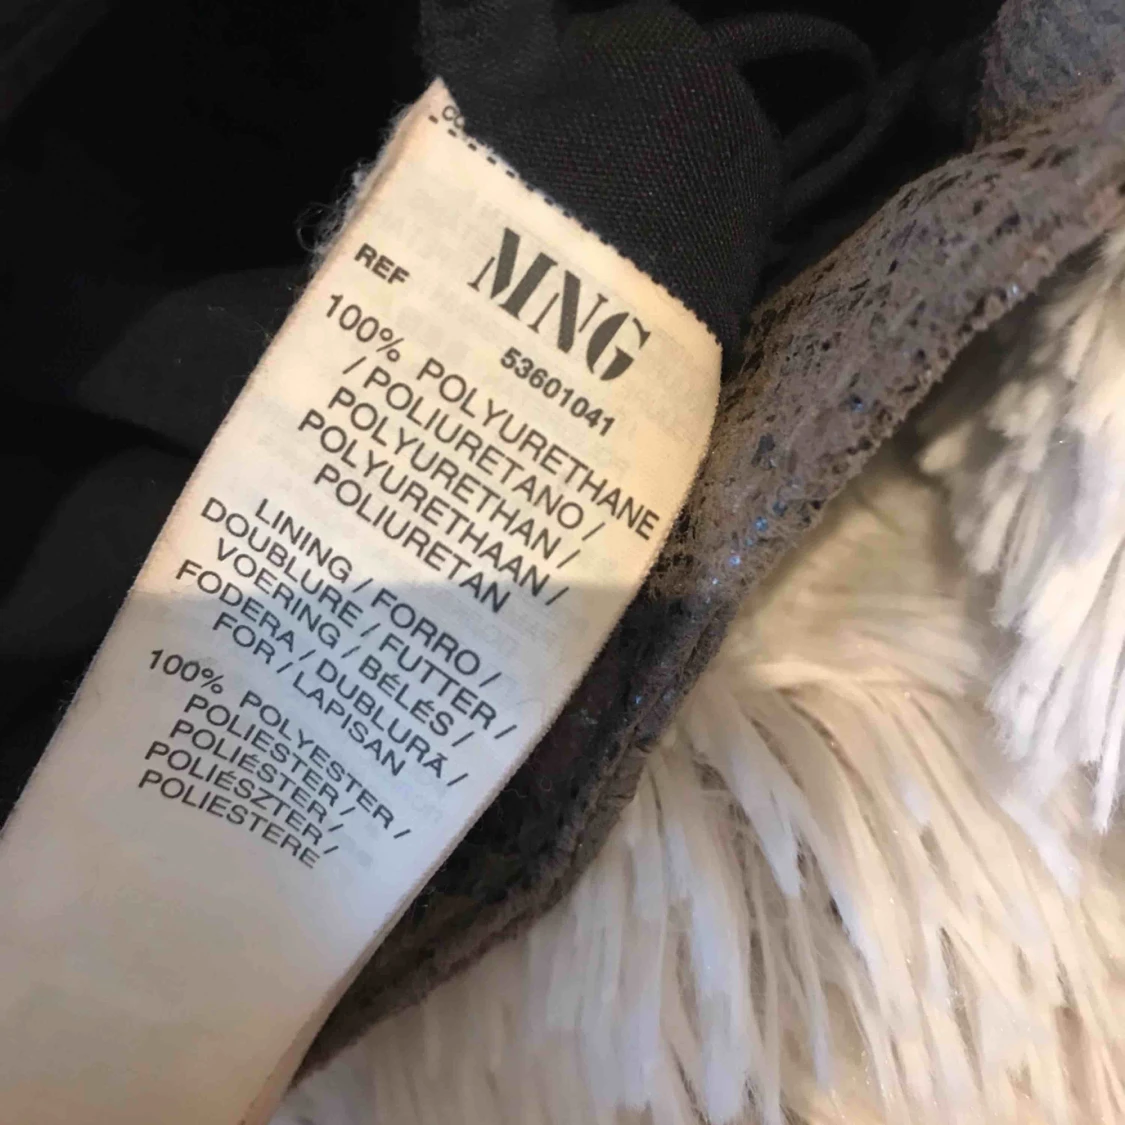 MNG
REF 53601041
100% POLYURETHANE
/ POLIURETANO /
POLYURETHAN /
POLYURETHAAN /
POLIURETAN
LINING / FORRO /
DOUBLURE / FUTTER /
VOERING / BÉLÉS /
FODERA / DUBLURĂ /
FOR / LAPISAN
100% POLYESTER /
POLIESTER /
POLIÉSTER /
POLIÉSZTER /
POLIESTERE